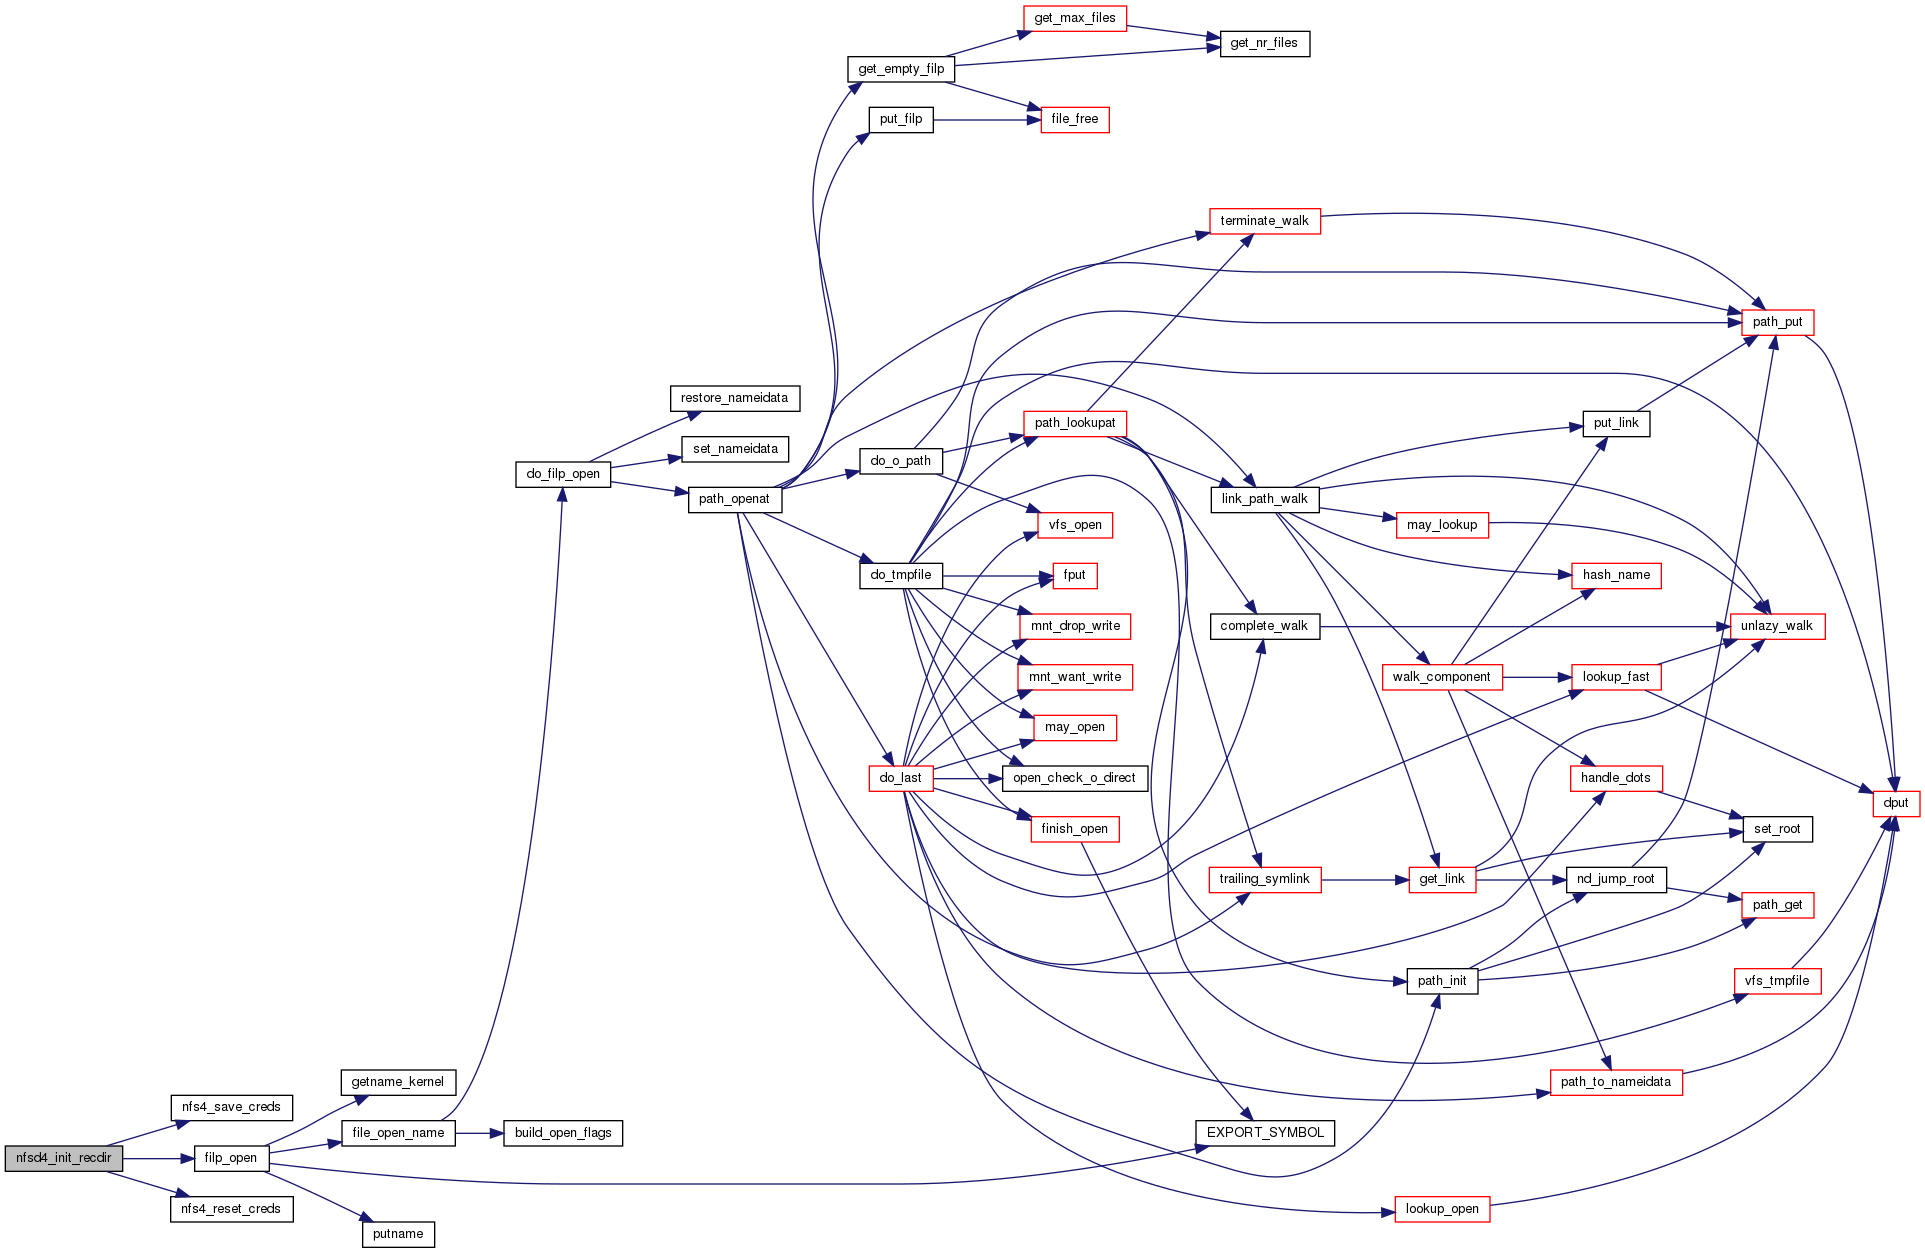 get_max_files
get_nr_files
get_empty_filp
put_filp
file_free
terminate_walk
path_put
restore_nameidata
path_lookupat
put_link
set_nameidata
do_o_path
do_filp_open
path_openat
link_path_walk
vfs_open
may_lookup
do_tmpfile
fput
hash_name
mnt_drop_write
complete_walk
unlazy_walk
mnt_want_write
walk_component
lookup_fast
may_open
do_last
open_check_o_direct
handle_dots
dput
finish_open
set_root
trailing_symlink
get_link
nd_jump_root
path_get
path_init
vfs_tmpfile
getname_kernel
path_to_nameidata
nfs4_save_creds
file_open_name
build_open_flags
EXPORT_SYMBOL
nfsd4_init_recdir
filp_open
nfs4_reset_creds
lookup_open
putname